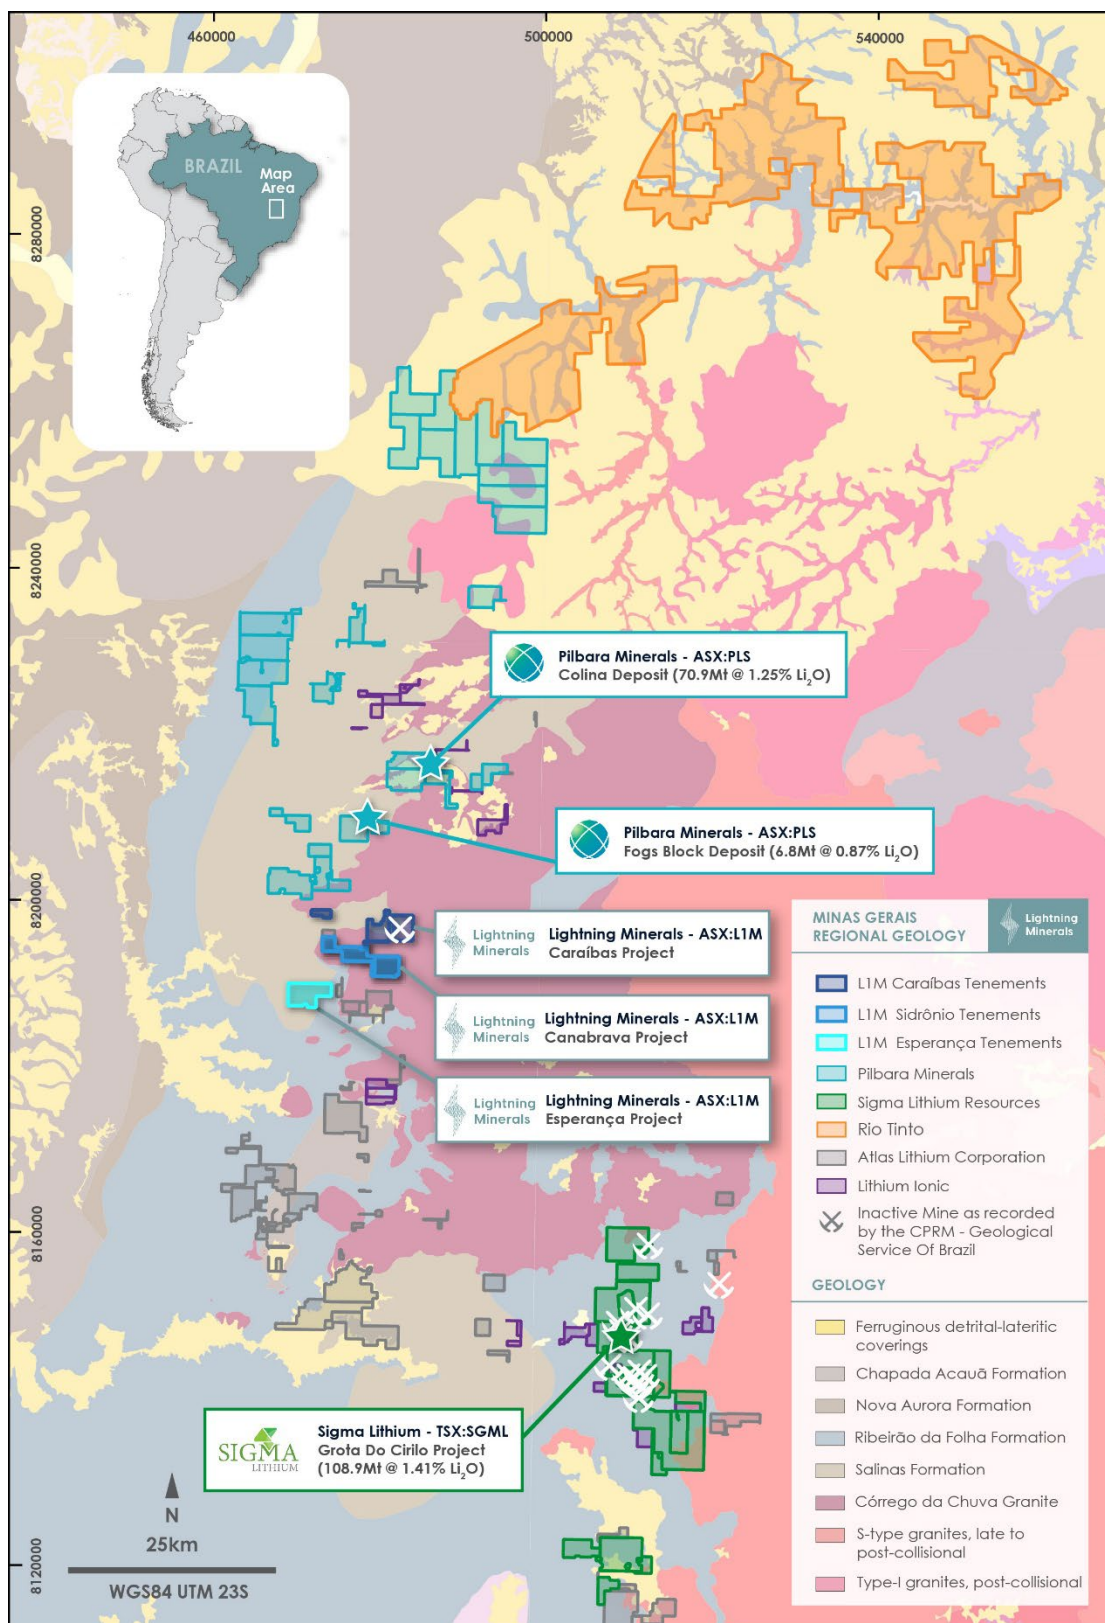 460000
500000
540000
8280000
8240000
8200000
8160000
8120000
BRAZIL
Map
Area
Pilbara Minerals - ASX:PLS
Colina Deposit (70.9Mt @ 1.25% Li₂O)
Pilbara Minerals - ASX:PLS
Fogs Block Deposit (6.8Mt @ 0.87% Li₂O)
Lightning
Minerals
Lightning Minerals - ASX:L1M
Caraíbas Project
Lightning
Minerals
Lightning Minerals - ASX:L1M
Canabrava Project
Lightning
Minerals
Lightning Minerals - ASX:L1M
Esperança Project
SIGMA
LITHIUM
Sigma Lithium - TSX:SGML
Grota Do Cirilo Project
(108.9Mt @ 1.41% Li₂O)
N
25km
WGS84 UTM 23S
MINAS GERAIS
REGIONAL GEOLOGY
Lightning
Minerals
L1M Caraíbas Tenements
L1M Sidrônio Tenements
L1M Esperança Tenements
Pilbara Minerals
Sigma Lithium Resources
Rio Tinto
Atlas Lithium Corporation
Lithium Ionic
Inactive Mine as recorded
by the CPRM - Geological
Service Of Brazil
GEOLOGY
Ferruginous detrital-lateritic
coverings
Chapada Acauã Formation
Nova Aurora Formation
Ribeirão da Folha Formation
Salinas Formation
Córrego da Chuva Granite
S-type granites, late to
post-collisional
Type-I granites, post-collisional